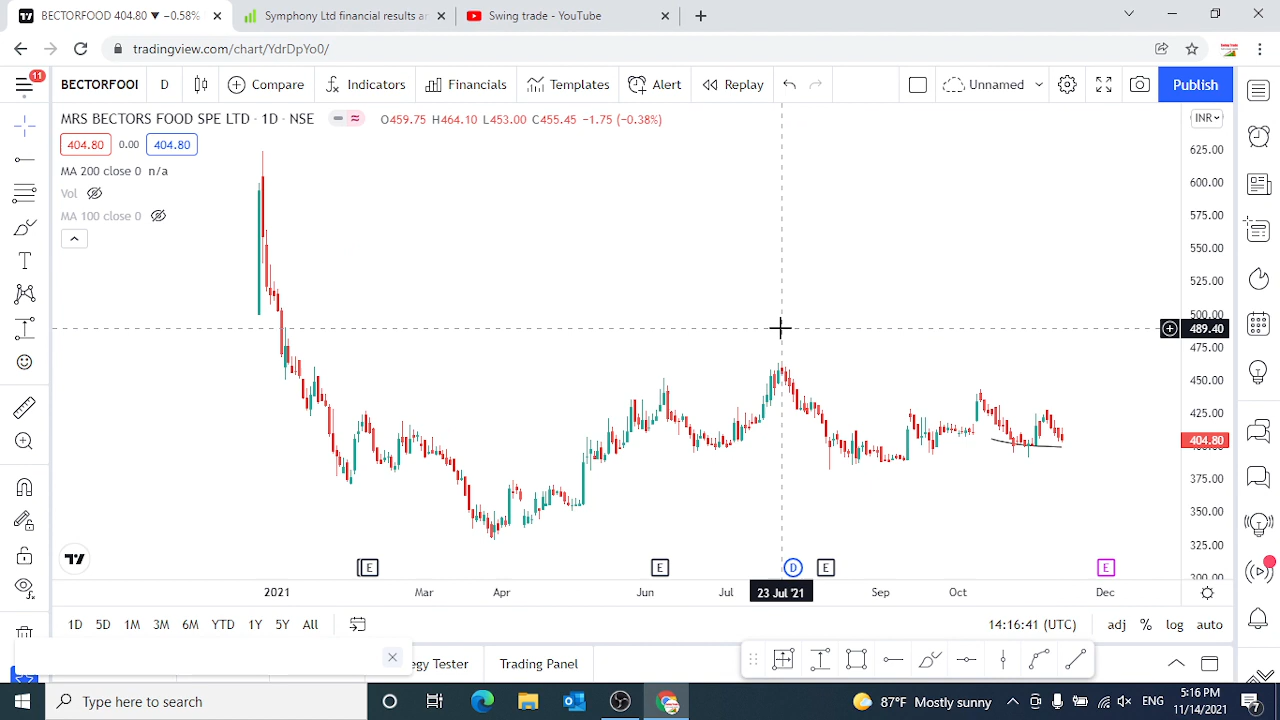 BECTORFOOD 404.80 ▼ −0.58%
Symphony Ltd financial results ar
Swing trade - YouTube
tradingview.com/chart/YdrDpYo0/
11
BECTORFOOI
D
Compare
Indicators
Financials
Templates
Alert
Replay
Unnamed
Publish
MRS BECTORS FOOD SPE LTD · 1D · NSE
O459.75 H464.10 L453.00 C455.45 −1.75 (−0.38%)
INR
404.80
0.00
404.80
MA 200 close 0 n/a
Vol
MA 100 close 0
625.00
600.00
575.00
550.00
525.00
500.00
489.40
475.00
450.00
425.00
404.80
375.00
350.00
325.00
300.00
E
E
D
E
E
2021
Mar
Apr
Jun
Jul
23 Jul '21
Sep
Oct
Dec
1D
5D
1M
3M
6M
YTD
1Y
5Y
All
14:16:41 (UTC)
adj
%
log
auto
egy Tester
Trading Panel
Type here to search
87°F Mostly sunny
ENG
5:16 PM
11/14/2021
7